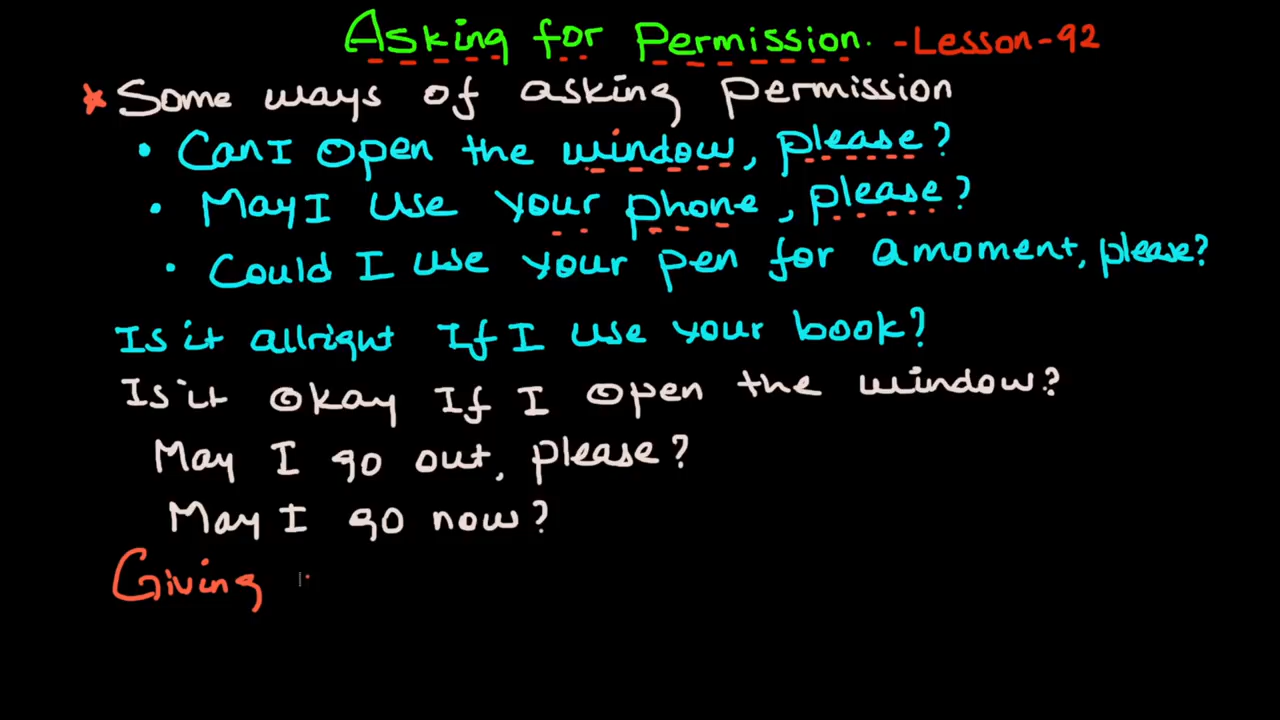 Asking for Permission. - Lesson-92
* Some ways of asking permission
• Can I open the window, please?
• May I use your phone, please?
• Could I use your pen for a moment, please?
Is it allright If I use your book?
Is it Okay If I open the window?
May I go out, please?
May I go now?
Giving